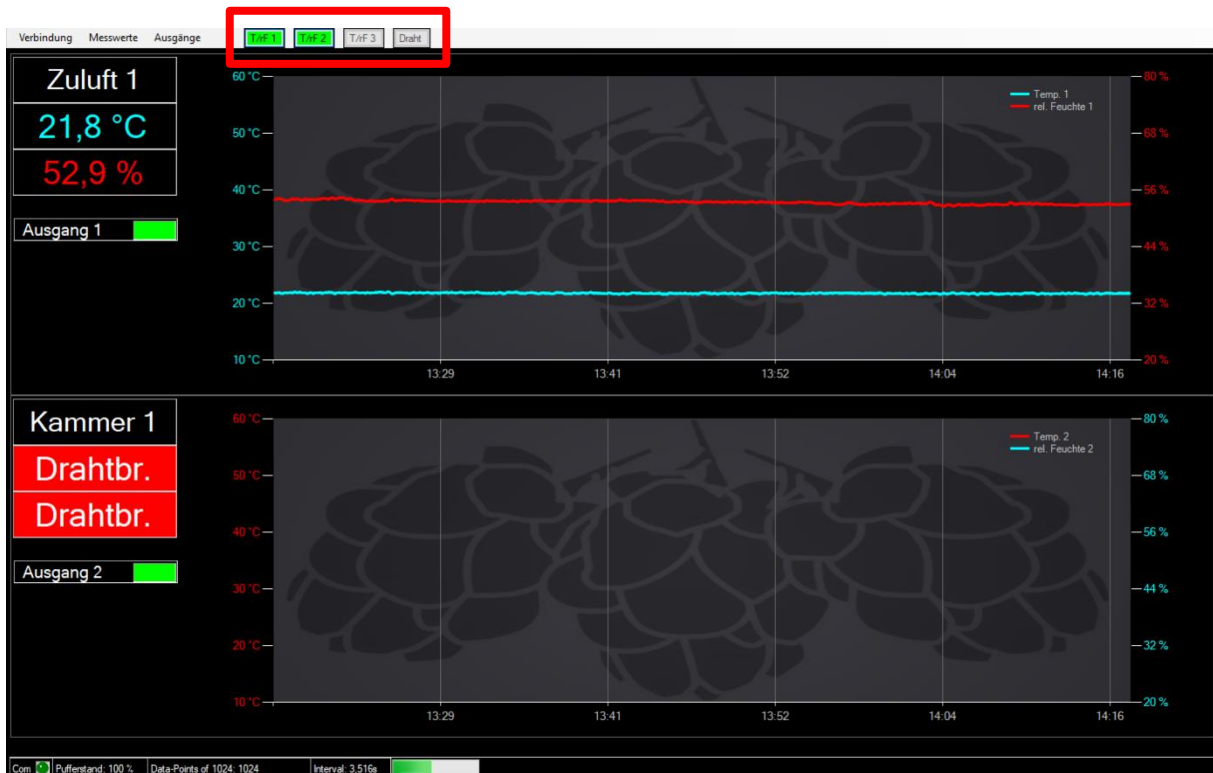 Verbindung Messwerte Ausgänge T/rF 1 T/rF 2 T/rF 3 Draht
Zuluft 1
21,8 °C
52,9 %
Ausgang 1
60 °C
50 °C
40 °C
30 °C
20 °C
10 °C
Temp. 1
rel. Feuchte 1
80 %
68 %
56 %
44 %
32 %
20 %
13:29 13:41 13:52 14:04 14:16
Kammer 1
Drahtbr.
Drahtbr.
Ausgang 2
60 °C
50 °C
40 °C
30 °C
20 °C
10 °C
Temp. 2
rel. Feuchte 2
80 %
68 %
56 %
44 %
32 %
20 %
13:29 13:41 13:52 14:04 14:16
Com Pufferstand: 100 % Data-Points of 1024: 1024 Interval: 3.516s